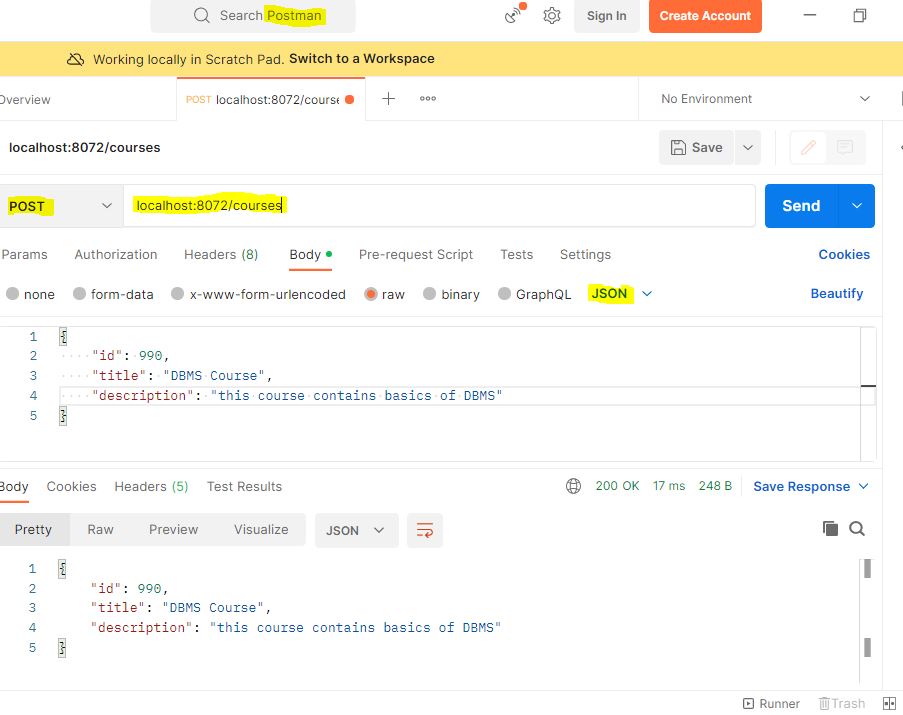 Search Postman
Sign In
Create Account
Working locally in Scratch Pad. Switch to a Workspace
Overview
POST localhost:8072/course
No Environment
localhost:8072/courses
Save
POST
localhost:8072/courses
Send
Params Authorization Headers (8) Body Pre-request Script Tests Settings Cookies
none form-data x-www-form-urlencoded raw binary GraphQL JSON Beautify
1 {
2 "id": 990,
3 "title": "DBMS Course",
4 "description": "this course contains basics of DBMS"
5 }
Body Cookies Headers (5) Test Results 200 OK 17 ms 248 B Save Response
Pretty Raw Preview Visualize JSON
1 {
2 "id": 990,
3 "title": "DBMS Course",
4 "description": "this course contains basics of DBMS"
5 }
Runner Trash